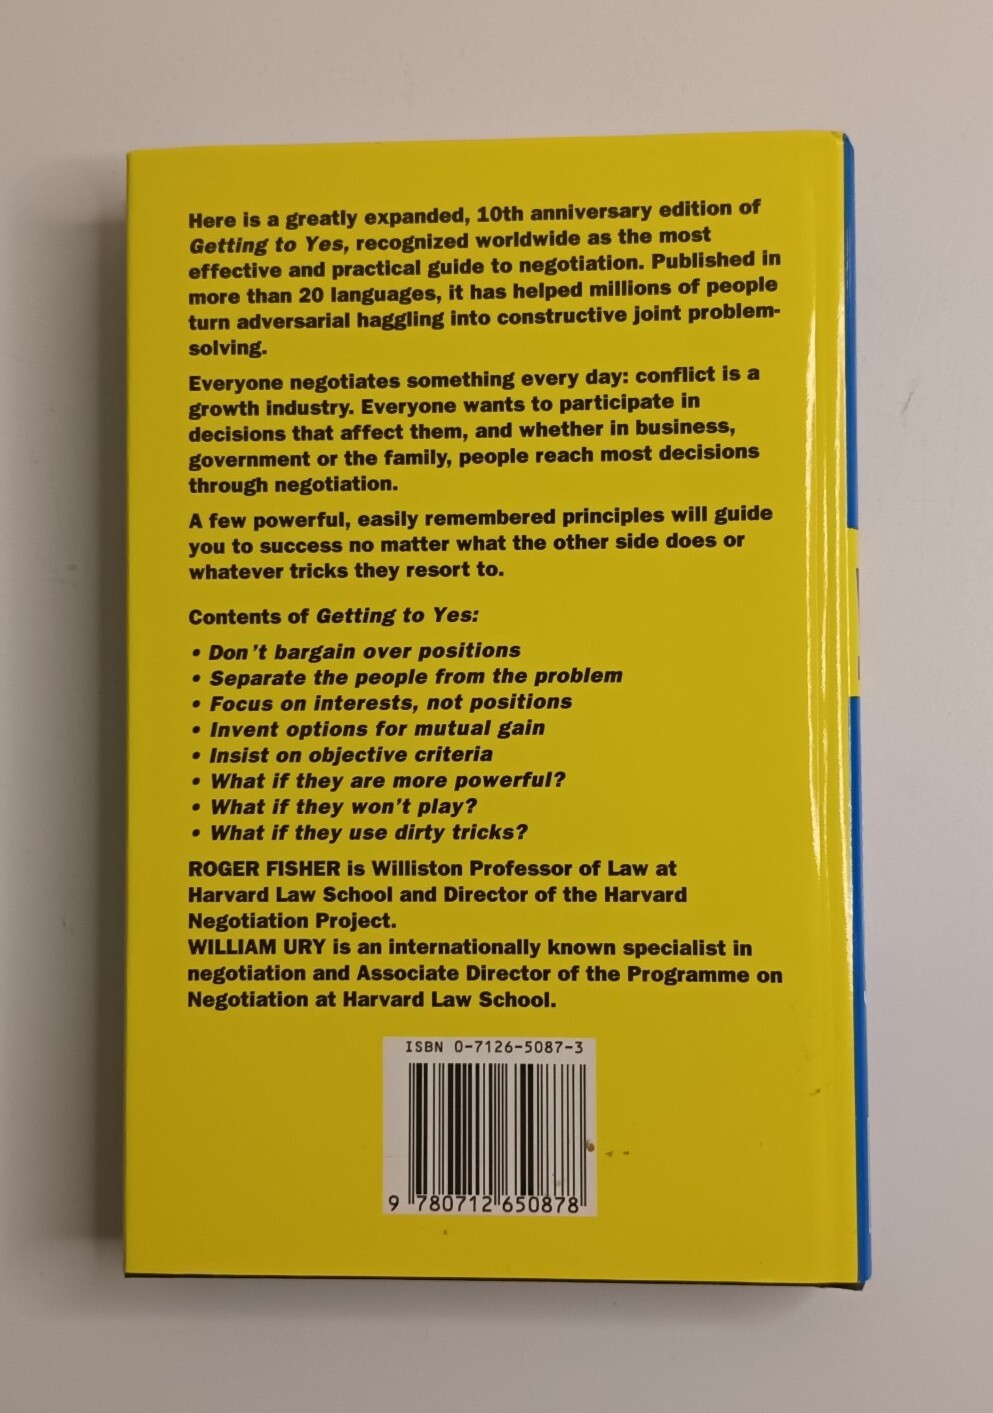 Here is a greatly expanded, 10th anniversary edition of
Getting to Yes, recognized worldwide as the most
effective and practical guide to negotiation. Published in
more than 20 languages, it has helped millions of people
turn adversarial haggling into constructive joint problem-
solving.
Everyone negotiates something every day: conflict is a
growth industry. Everyone wants to participate in
decisions that affect them, and whether in business,
government or the family, people reach most decisions
through negotiation.
A few powerful, easily remembered principles will guide
you to success no matter what the other side does or
whatever tricks they resort to.
Contents of Getting to Yes:
• Don't bargain over positions
• Separate the people from the problem
• Focus on interests, not positions
• Invent options for mutual gain
• Insist on objective criteria
• What if they are more powerful?
• What if they won't play?
• What if they use dirty tricks?
ROGER FISHER is Williston Professor of Law at
Harvard Law School and Director of the Harvard
Negotiation Project.
WILLIAM URY is an internationally known specialist in
negotiation and Associate Director of the Programme on
Negotiation at Harvard Law School.
ISBN 0-7126-5087-3
9 780712 650878